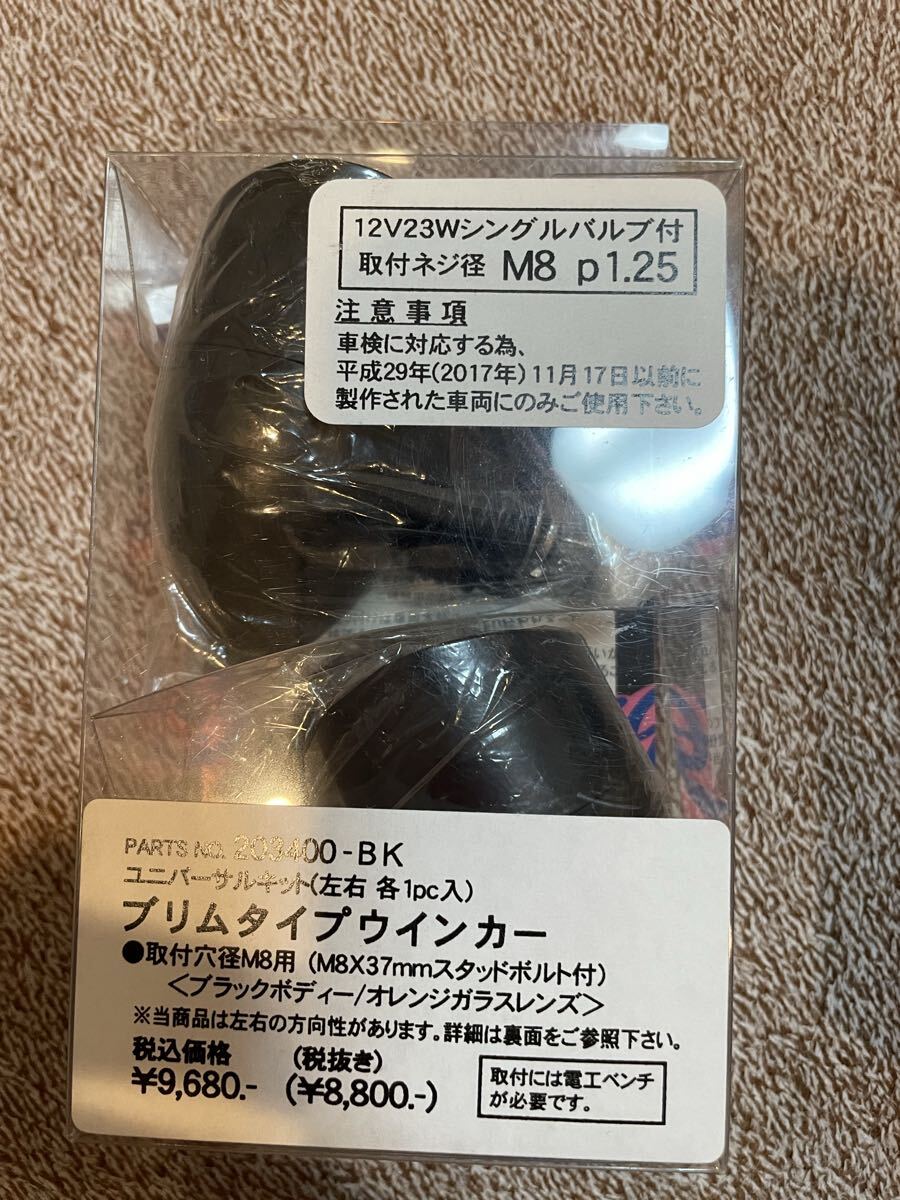 12V23Wシングルバルブ付
取付ネジ径 M8 p1.25
注意事項
車検に対応する為、
平成29年(2017年)11月17日以前に
製作された車両にのみご使用下さい。
PARTS NO. 203400-BK
ユニバーサルキット(左右 各1pc入)
ブリムタイプウインカー
●取付穴径M8用 (M8X37mmスタッドボルト付)
<ブラックボディー/オレンジガラスレンズ>
※当商品は左右の方向性があります。詳細は裏面をご参照下さい。
税込価格 (税抜き)
¥9,680.- (¥8,800.-)
取付には電工ペンチ
が必要です。